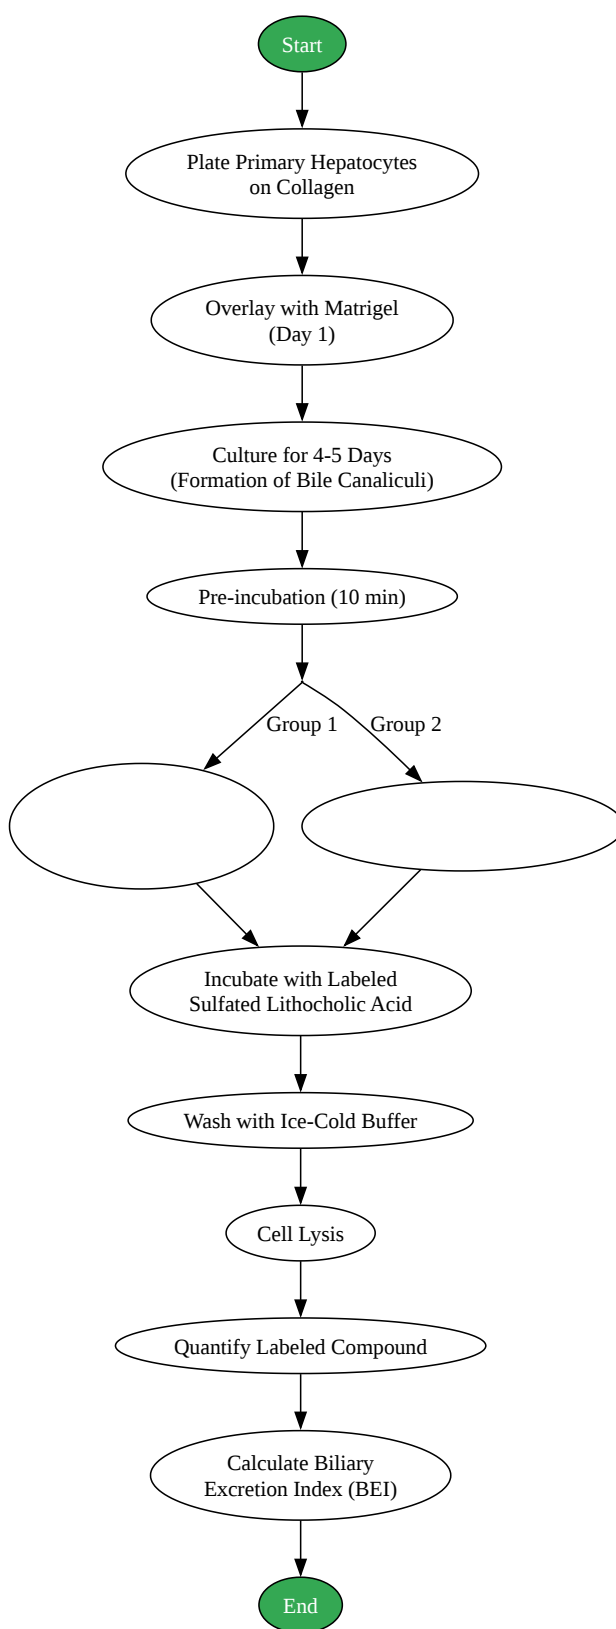 Start
Plate Primary Hepatocytes
on Collagen
Overlay with Matrigel
(Day 1)
Culture for 4-5 Days
(Formation of Bile Canaliculi)
Pre-incubation (10 min)
Group 1
Group 2
Incubate with Labeled
Sulfated Lithocholic Acid
Wash with Ice-Cold Buffer
Cell Lysis
Quantify Labeled Compound
Calculate Biliary
Excretion Index (BEI)
End